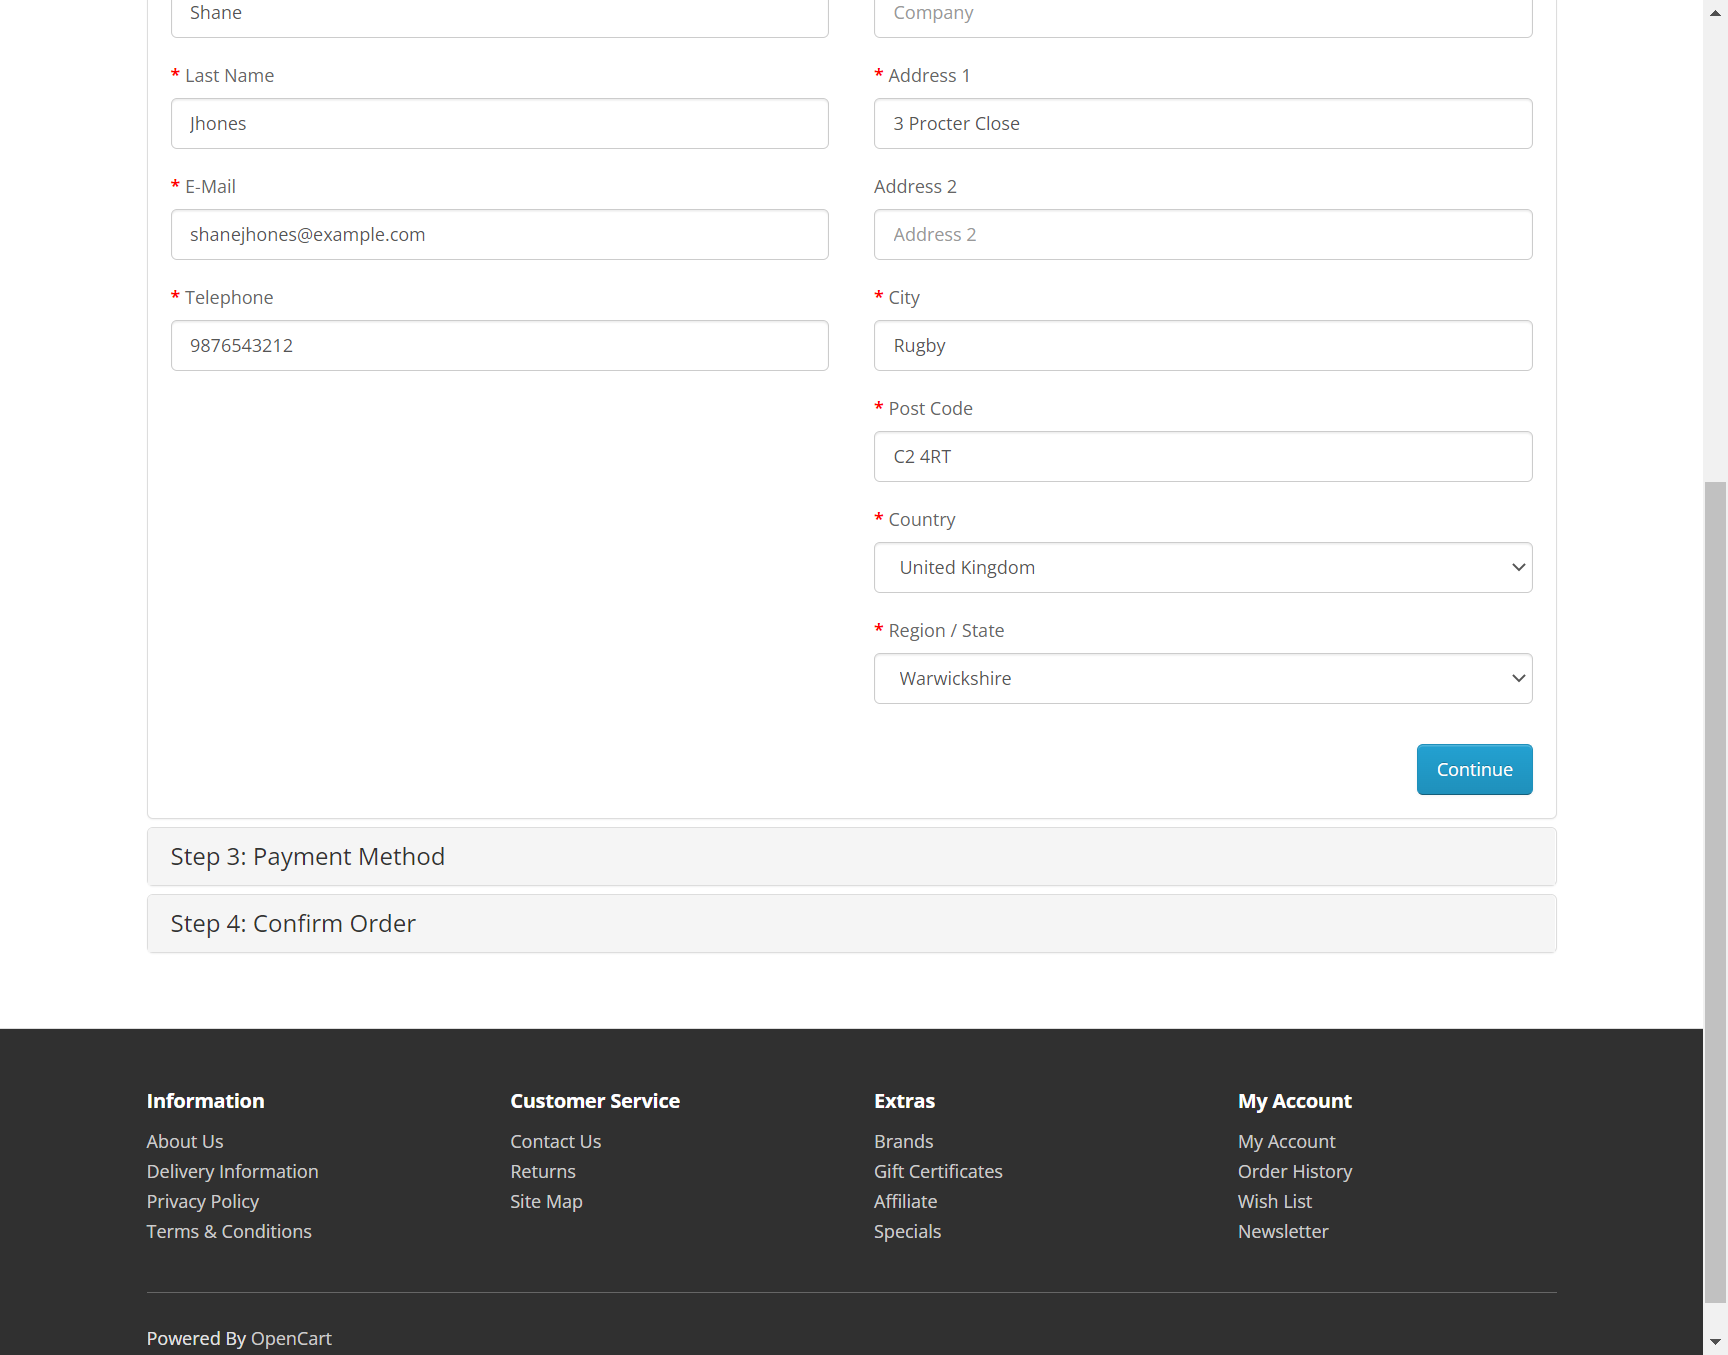 Shane
* Last Name
Jhones
* E-Mail
shanejhones@example.com
* Telephone
9876543212
Company
* Address 1
3 Procter Close
Address 2
Address 2
* City
Rugby
* Post Code
C2 4RT
* Country
United Kingdom
* Region / State
Warwickshire
Continue
Step 3: Payment Method
Step 4: Confirm Order
Information
About Us
Delivery Information
Privacy Policy
Terms & Conditions
Customer Service
Contact Us
Returns
Site Map
Extras
Brands
Gift Certificates
Affiliate
Specials
My Account
My Account
Order History
Wish List
Newsletter
Powered By OpenCart